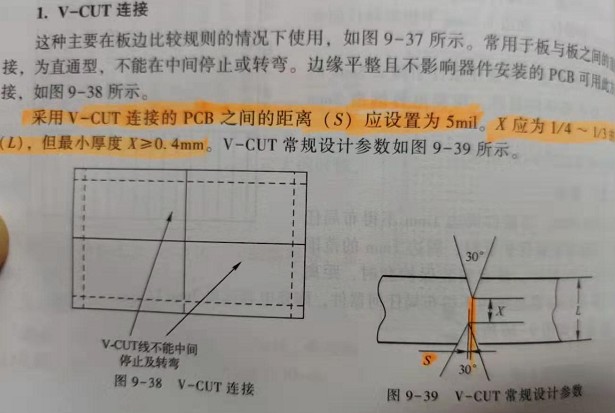 1. V-CUT 连接
这种主要在板边比较规则的情况下使用，如图 9-37 所示。常用于板与板之间的
接，为直通型，不能在中间停止或转弯。边缘平整且不影响器件安装的 PCB 可用此
接，如图 9-38 所示。
采用 V-CUT 连接的 PCB 之间的距离（S）应设置为 5mil。X 应为 1/4～1/3
(L)，但最小厚度 X≥0.4mm。V-CUT 常规设计参数如图 9-39 所示。
30°
X
L
S
30°
V-CUT线不能中间
停止及转弯
图 9-38 V-CUT 连接
图 9-39 V-CUT 常规设计参数